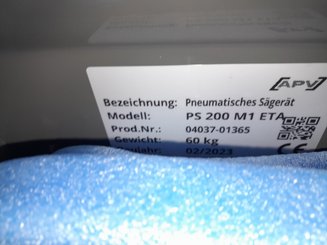 APV
Bezeichnung: Pneumatisches Sägerät
Modell: PS 200 M1 ETA
Prod.Nr.: 04037-01365
Gewicht: 60 kg
Baujahr: 02/2023
CE